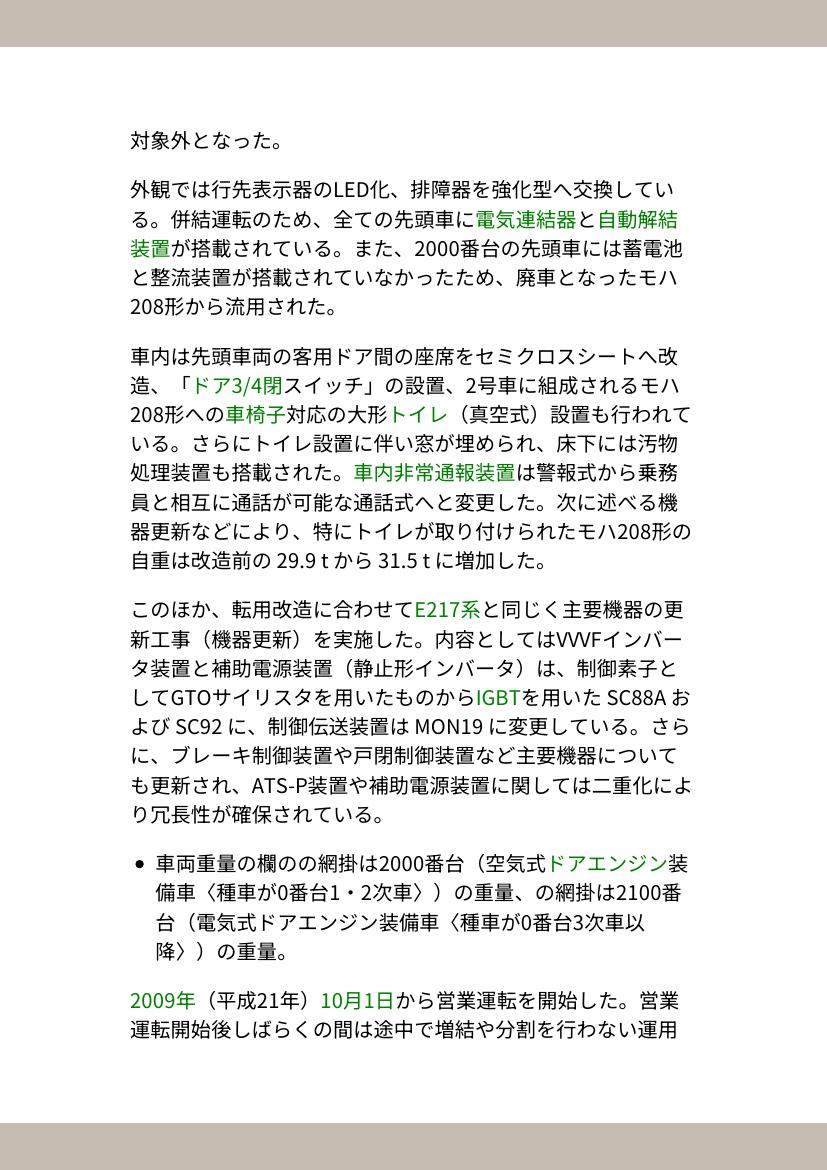 対象外となった。
外観では行先表示器のLED化、排障器を強化型へ交換してい
る。併結運転のため、全ての先頭車に電気連結器と自動解結
装置が搭載されている。また、2000番台の先頭車には蓄電池
と整流装置が搭載されていなかったため、廃車となったモハ
208形から流用された。
車内は先頭車両の客用ドア間の座席をセミクロスシートへ改
造、「ドア3/4閉スイッチ」の設置、2号車に組成されるモハ
208形への車椅子対応の大形トイレ（真空式）設置も行われて
いる。さらにトイレ設置に伴い窓が埋められ、床下には汚物
処理装置も搭載された。車内非常通報装置は警報式から乗務
員と相互に通話が可能な通話式へと変更した。次に述べる機
器更新などにより、特にトイレが取り付けられたモハ208形の
自重は改造前の 29.9 t から 31.5 t に増加した。
このほか、転用改造に合わせてE217系と同じく主要機器の更
新工事（機器更新）を実施した。内容としてはVVVFインバー
タ装置と補助電源装置（静止形インバータ）は、制御素子と
してGTOサイリスタを用いたものからIGBTを用いた SC88A お
よび SC92 に、制御伝送装置は MON19 に変更している。さら
に、ブレーキ制御装置や戸閉制御装置など主要機器について
も更新され、ATS-P装置や補助電源装置に関しては二重化によ
り冗長性が確保されている。
• 車両重量の欄のの網掛は2000番台（空気式ドアエンジン装
備車〈種車が0番台1・2次車〉）の重量、の網掛は2100番
台（電気式ドアエンジン装備車〈種車が0番台3次車以
降〉）の重量。
2009年（平成21年）10月1日から営業運転を開始した。営業
運転開始後しばらくの間は途中で増結や分割を行わない運用